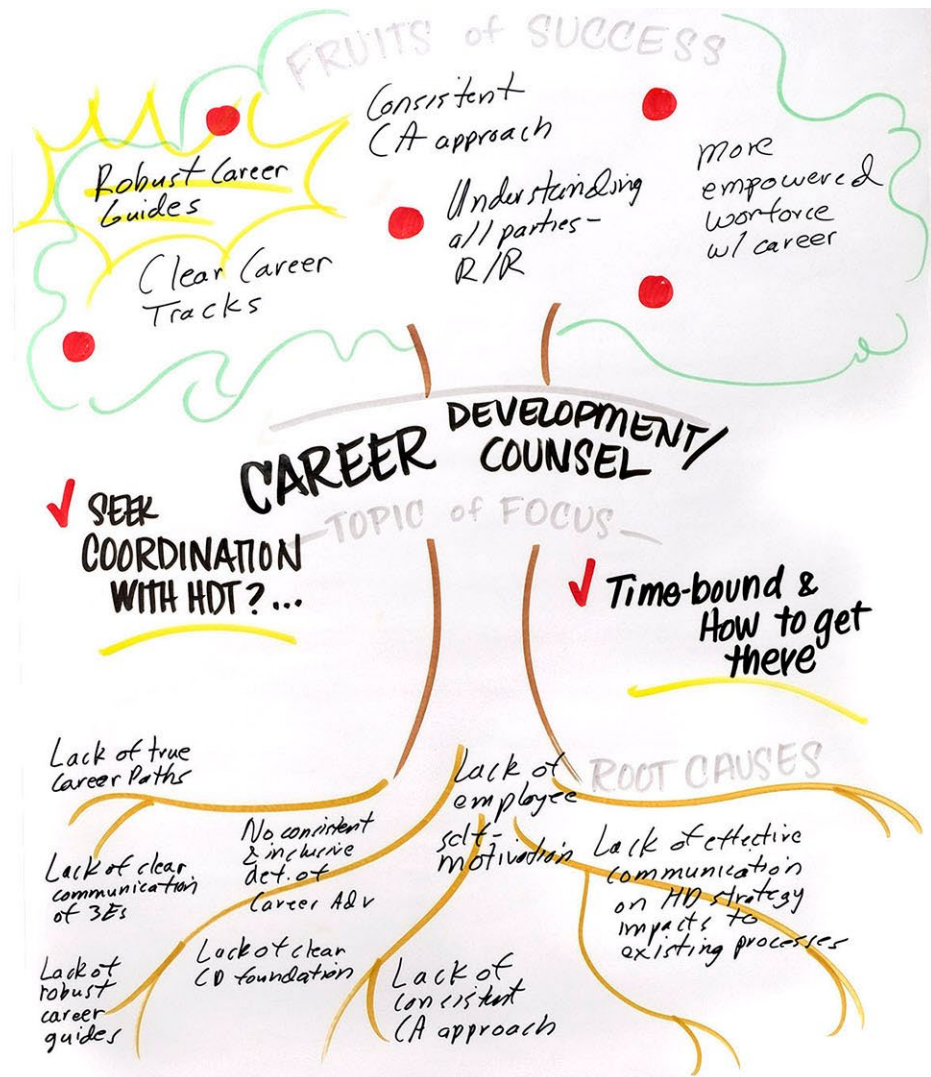 FRUITS of SUCCESS
Consistent
CA approach
Robust Career
Guides
Understanding
all parties-
R/R
more
empowered
worforce
w/ career
Clear Career
Tracks
CAREER DEVELOPMENT/
COUNSEL
TOPIC of FOCUS
SEEK
COORDINATION
WITH HDT?...
Time-bound &
How to get
there
Lack of true
Career Paths
ROOT CAUSES
Lack of
employee
self-
motivation
No consistent
& inclusive
def. of
Career Adv
Lack of effective
communication
on HD strategy
impacts to
existing processes
Lack of clear
communication
of 3Es
Lack of clear
CD foundation
Lack of
robust
career
guides
Lack of
consistent
CA approach